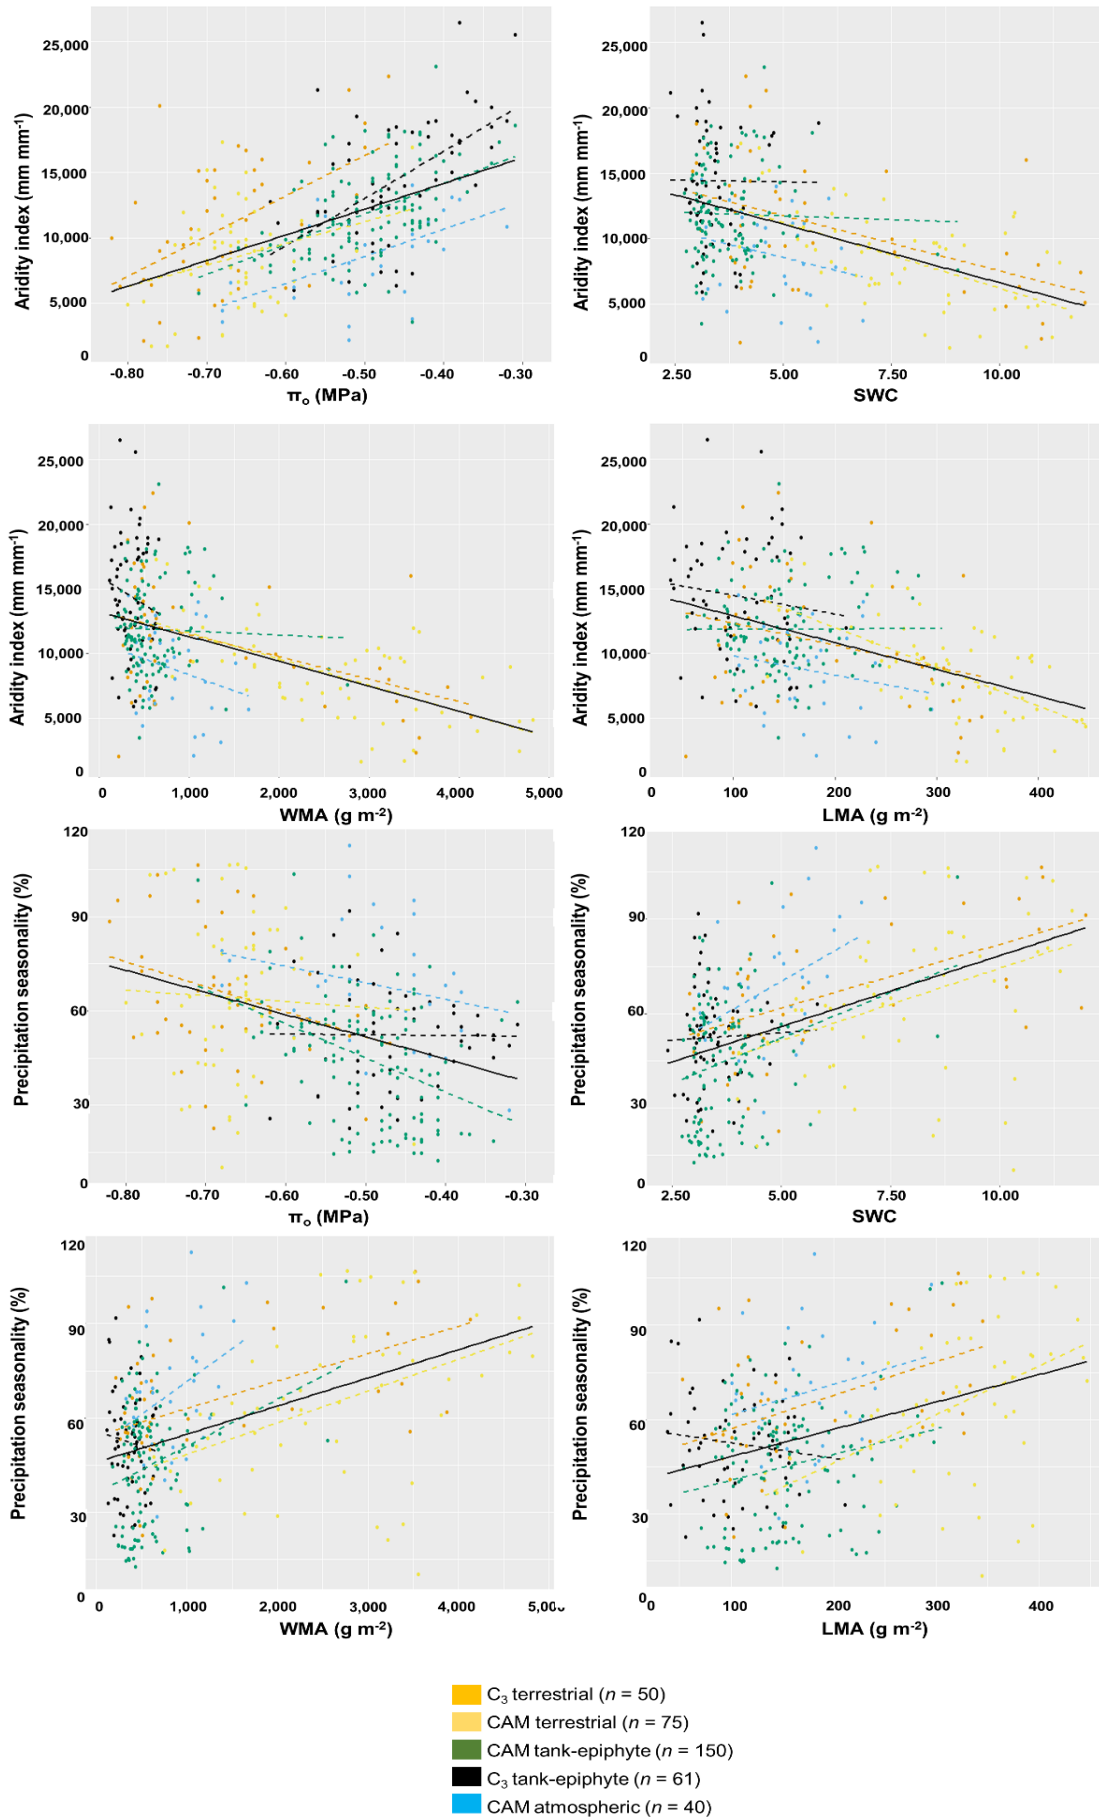 25,000
20,000
15,000
10,000
5,000
0
Aridity index (mm mm-1)
-0.80 -0.70 -0.60 -0.50 -0.40 -0.30
πo (MPa)
25,000
20,000
15,000
10,000
5,000
0
Aridity index (mm mm-1)
2.50 5.00 7.50 10.00
SWC
25,000
20,000
15,000
10,000
5,000
0
Aridity index (mm mm-1)
0 1,000 2,000 3,000 4,000 5,000
WMA (g m-2)
25,000
20,000
15,000
10,000
5,000
0
Aridity index (mm mm-1)
0 100 200 300 400
LMA (g m-2)
120
90
60
30
0
Precipitation seasonality (%)
-0.80 -0.70 -0.60 -0.50 -0.40 -0.30
πo (MPa)
120
90
60
30
0
Precipitation seasonality (%)
2.50 5.00 7.50 10.00
SWC
120
90
60
30
0
Precipitation seasonality (%)
0 1,000 2,000 3,000 4,000
WMA (g m-2)
120
90
60
30
0
Precipitation seasonality (%)
0 100 200 300 400
LMA (g m-2)
C3 terrestrial (n = 50)
CAM terrestrial (n = 75)
CAM tank-epiphyte (n = 150)
C3 tank-epiphyte (n = 61)
CAM atmospheric (n = 40)